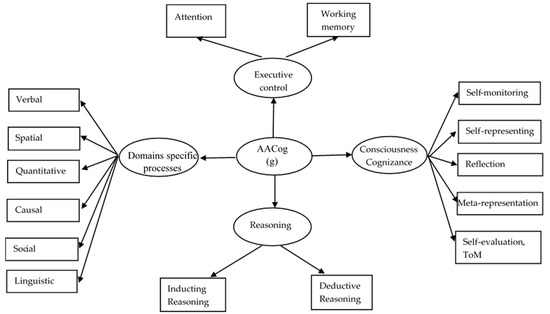 Attention
Working
memory
Executive
control
Verbal
Spatial
Quantitative
Causal
Social
Linguistic
Domains specific
processes
AACog
(g)
Consciousness
Cognizance
Self-monitoring
Self-representing
Reflection
Meta-representation
Self-evaluation,
ToM
Reasoning
Inducting
Reasoning
Deductive
Reasoning